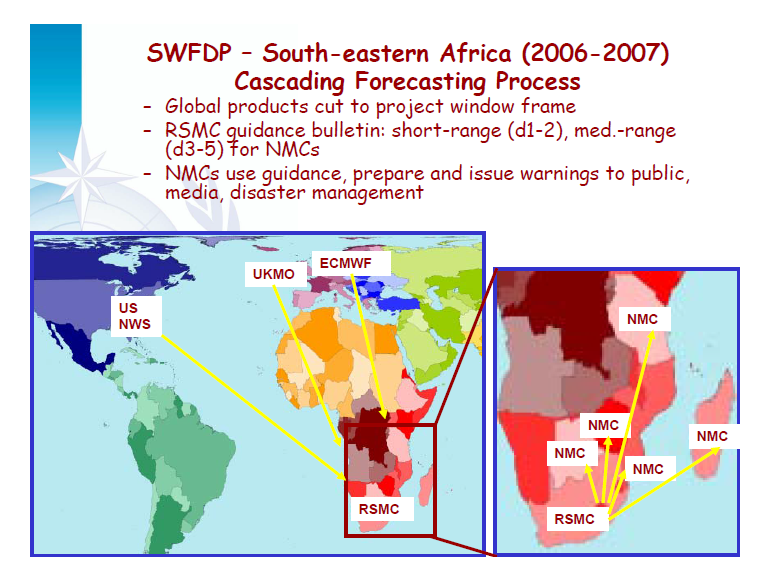 SWFDP – South-eastern Africa (2006-2007)
Cascading Forecasting Process
– Global products cut to project window frame
– RSMC guidance bulletin: short-range (d1-2), med.-range
(d3-5) for NMCs
– NMCs use guidance, prepare and issue warnings to public,
media, disaster management
UKMO
ECMWF
US
NWS
RSMC
NMC
NMC
NMC
NMC
NMC
RSMC